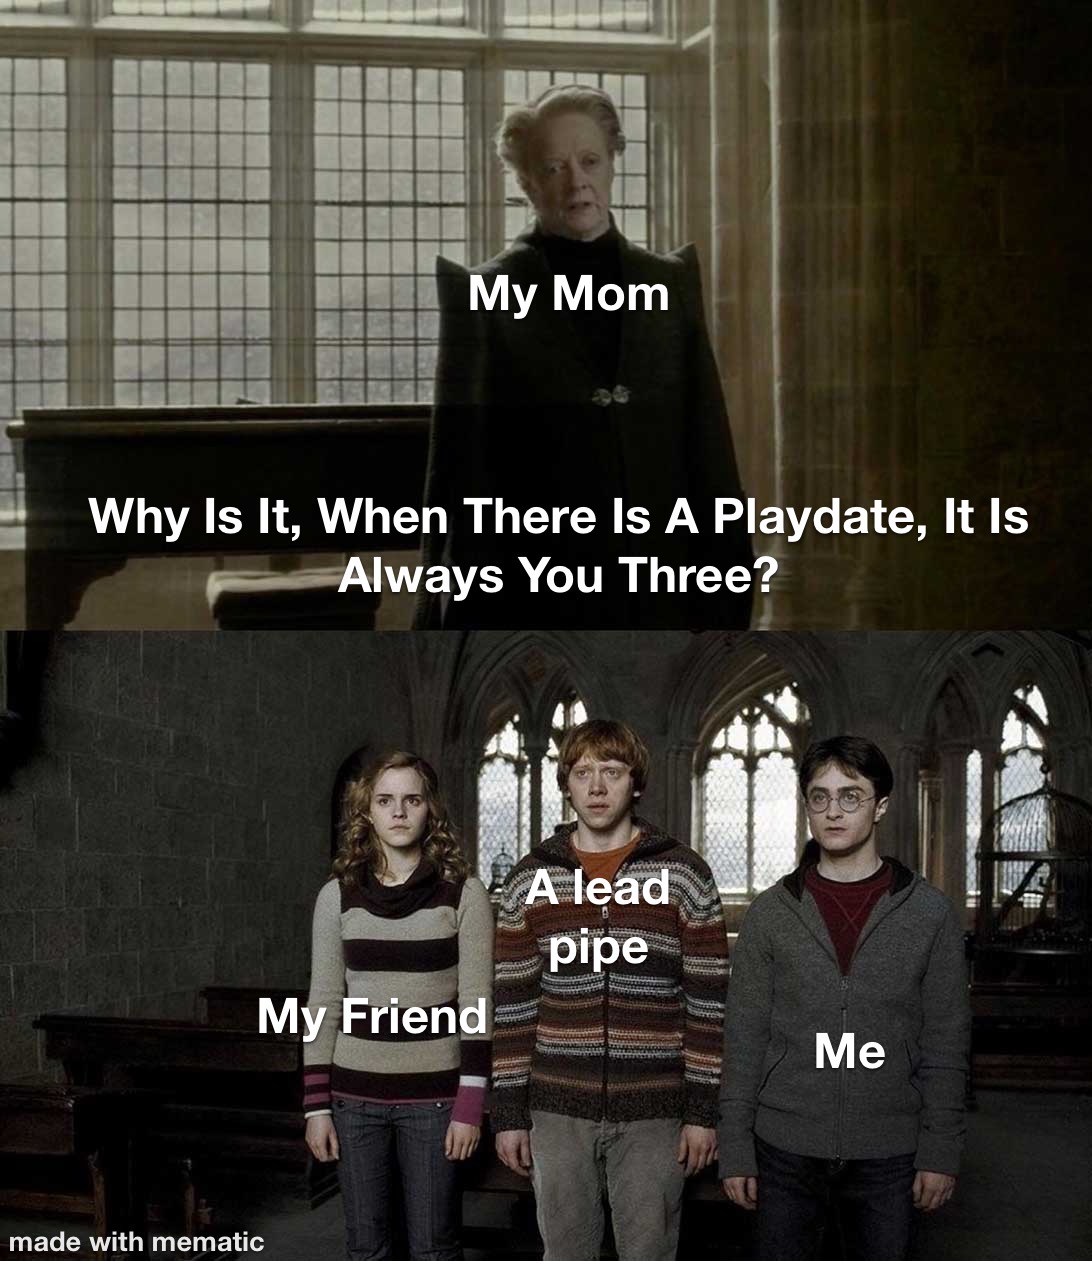 My Mom
Why Is It, When There Is A Playdate, It Is
Always You Three?
A lead
pipe
My Friend
Me
made with mematic